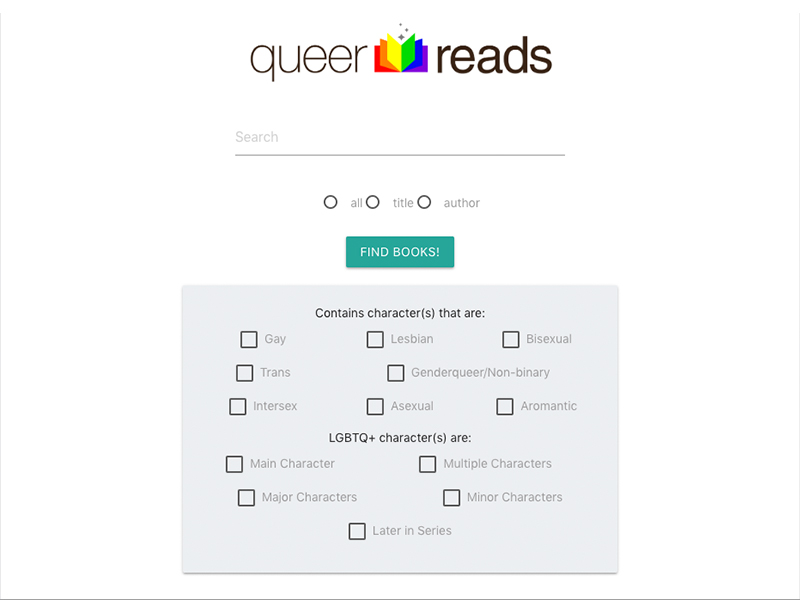 queer reads
Search
all title author
FIND BOOKS!
Contains character(s) that are:
Gay Lesbian Bisexual
Trans Genderqueer/Non-binary
Intersex Asexual Aromantic
LGBTQ+ character(s) are:
Main Character Multiple Characters
Major Characters Minor Characters
Later in Series